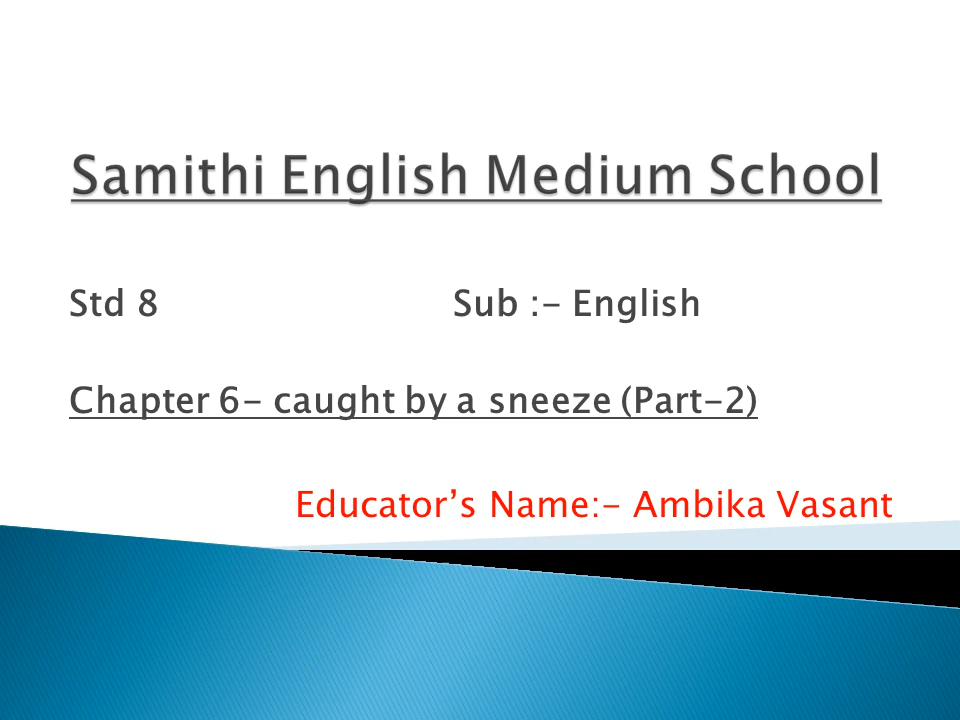 Samithi English Medium School
Std 8 Sub :- English
Chapter 6- caught by a sneeze (Part-2)
Educator’s Name:- Ambika Vasant